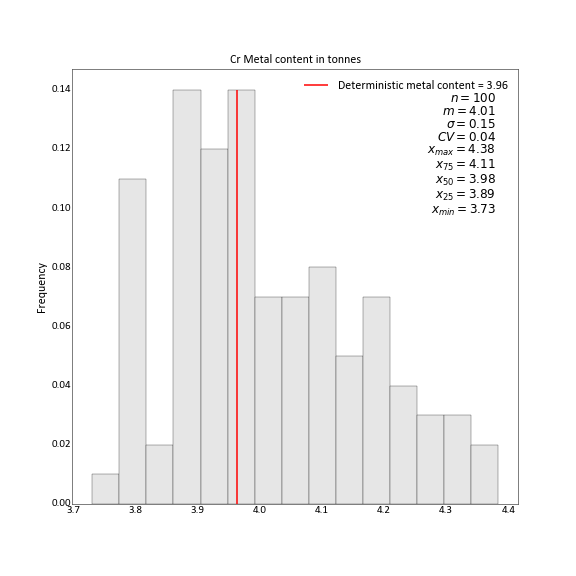 Cr Metal content in tonnes
Deterministic metal content = 3.96
n = 100
m = 4.01
σ = 0.15
CV = 0.04
x_max = 4.38
x_75 = 4.11
x_50 = 3.98
x_25 = 3.89
x_min = 3.73
Frequency
0.14
0.12
0.10
0.08
0.06
0.04
0.02
0.00
3.7 3.8 3.9 4.0 4.1 4.2 4.3 4.4